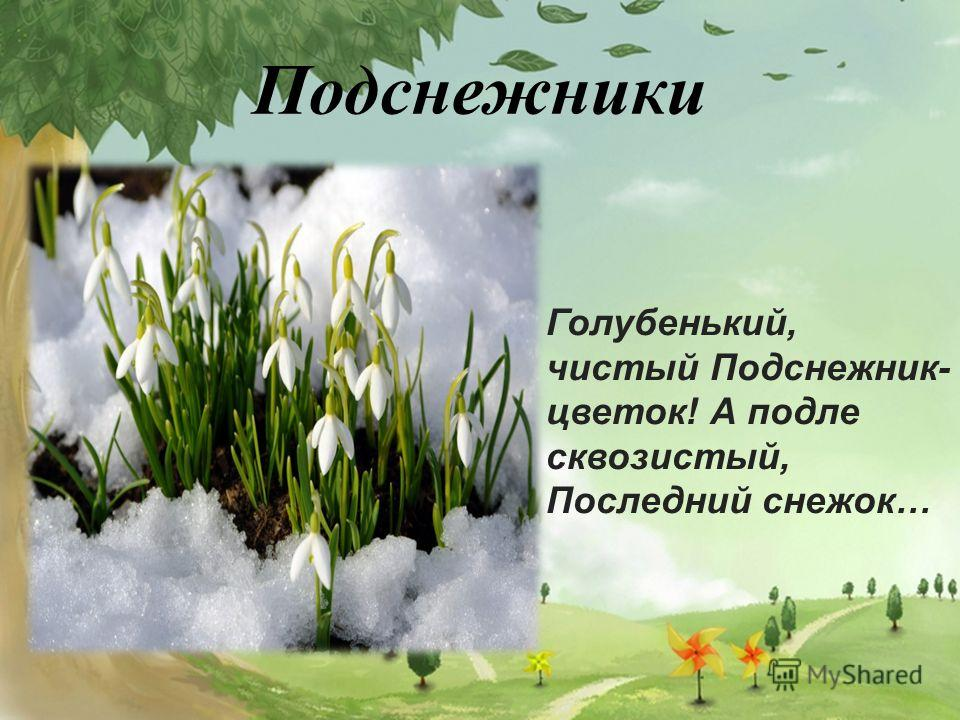 Подснежники
Голубенький,
чистый Подснежник-
цветок! А подле
сквозистый,
Последний снежок…
MyShared